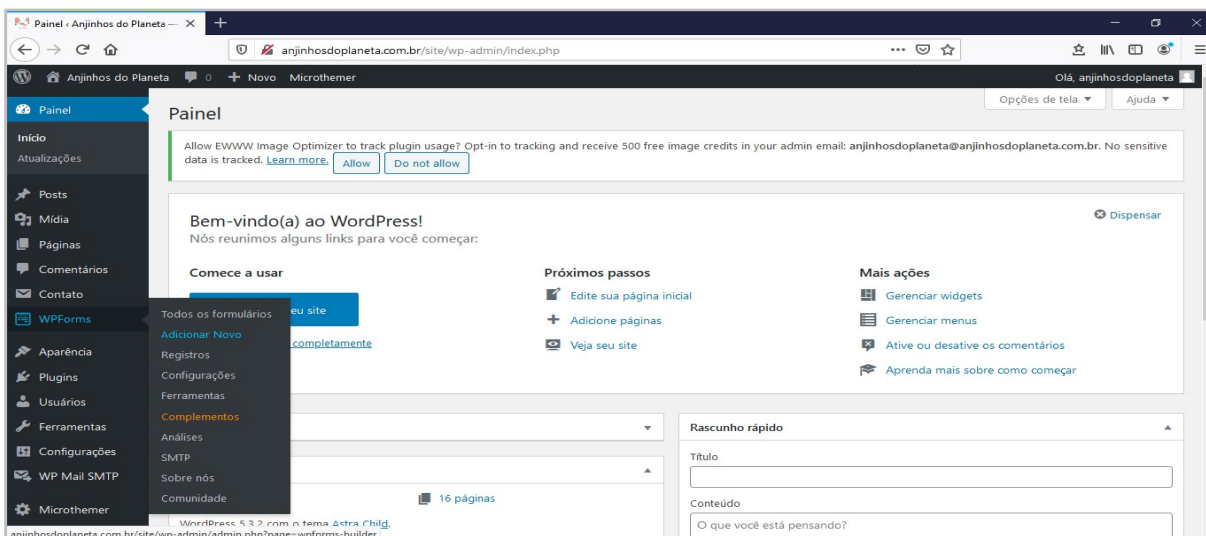 Painel ‹ Anjinhos do Planeta —
anjinhosdoplaneta.com.br/site/wp-admin/index.php
Anjinhos do Planeta 0 + Novo Microthemer Olá, anjinhosdoplaneta
Opções de tela ▼ Ajuda ▼
Painel
Início
Atualizações
Posts
Mídia
Páginas
Comentários
Contato
WPForms
Aparência
Plugins
Usuários
Ferramentas
Configurações
WP Mail SMTP
Microthemer
Todos os formulários
Adicionar Novo
Registros
Configurações
Ferramentas
Complementos
Análises
SMTP
Sobre nós
Comunidade
Painel
Allow EWWW Image Optimizer to track plugin usage? Opt-in to tracking and receive 500 free image credits in your admin email: anjinhosdoplaneta@anjinhosdoplaneta.com.br. No sensitive
data is tracked. Learn more. Allow Do not allow
Bem-vindo(a) ao WordPress!
Dispensar
Nós reunimos alguns links para você começar:
Comece a usar
eu site
completamente
Próximos passos
Edite sua página inicial
Adicione páginas
Veja seu site
Mais ações
Gerenciar widgets
Gerenciar menus
Ative ou desative os comentários
Aprenda mais sobre como começar
16 páginas
WordPress 5.3.2 com o tema Astra Child.
Rascunho rápido
Título
Conteúdo
O que você está pensando?
anjinhosdoplaneta.com.br/site/wp-admin/admin.php?page=wpforms-builder